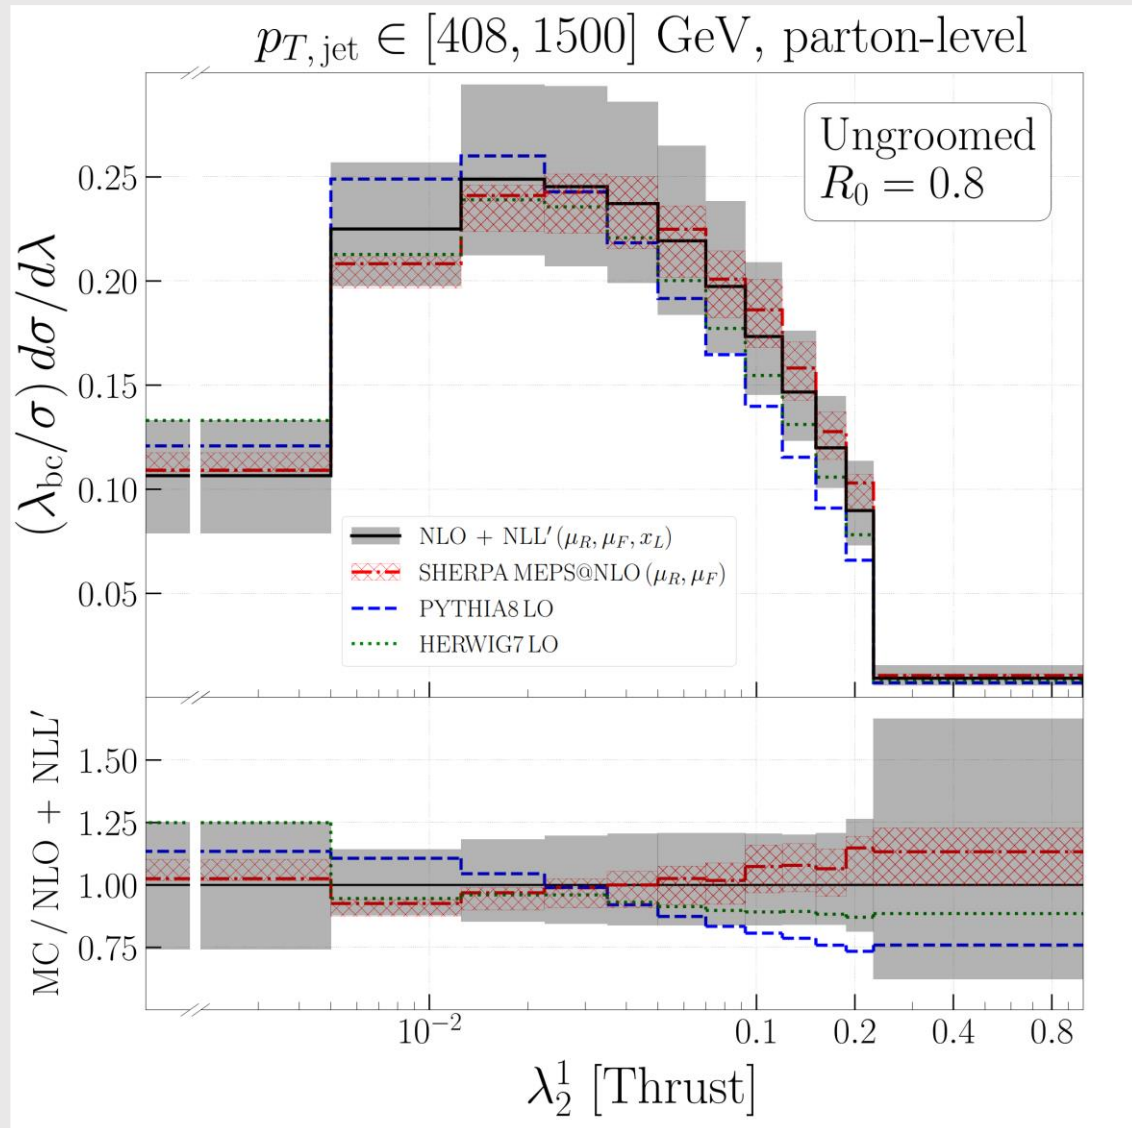 p_{T,jet} ∈ [408, 1500] GeV, parton-level
Ungroomed
R_0 = 0.8
(λ_bc/σ) dσ/dλ
0.25
0.20
0.15
0.10
0.05
NLO + NLL′(μ_R, μ_F, x_L)
SHERPA MEPS@NLO (μ_R, μ_F)
PYTHIA8 LO
HERWIG7 LO
MC / NLO + NLL′
1.50
1.25
1.00
0.75
10^{−2}
0.1
0.2
0.4
0.8
λ^1_2 [Thrust]